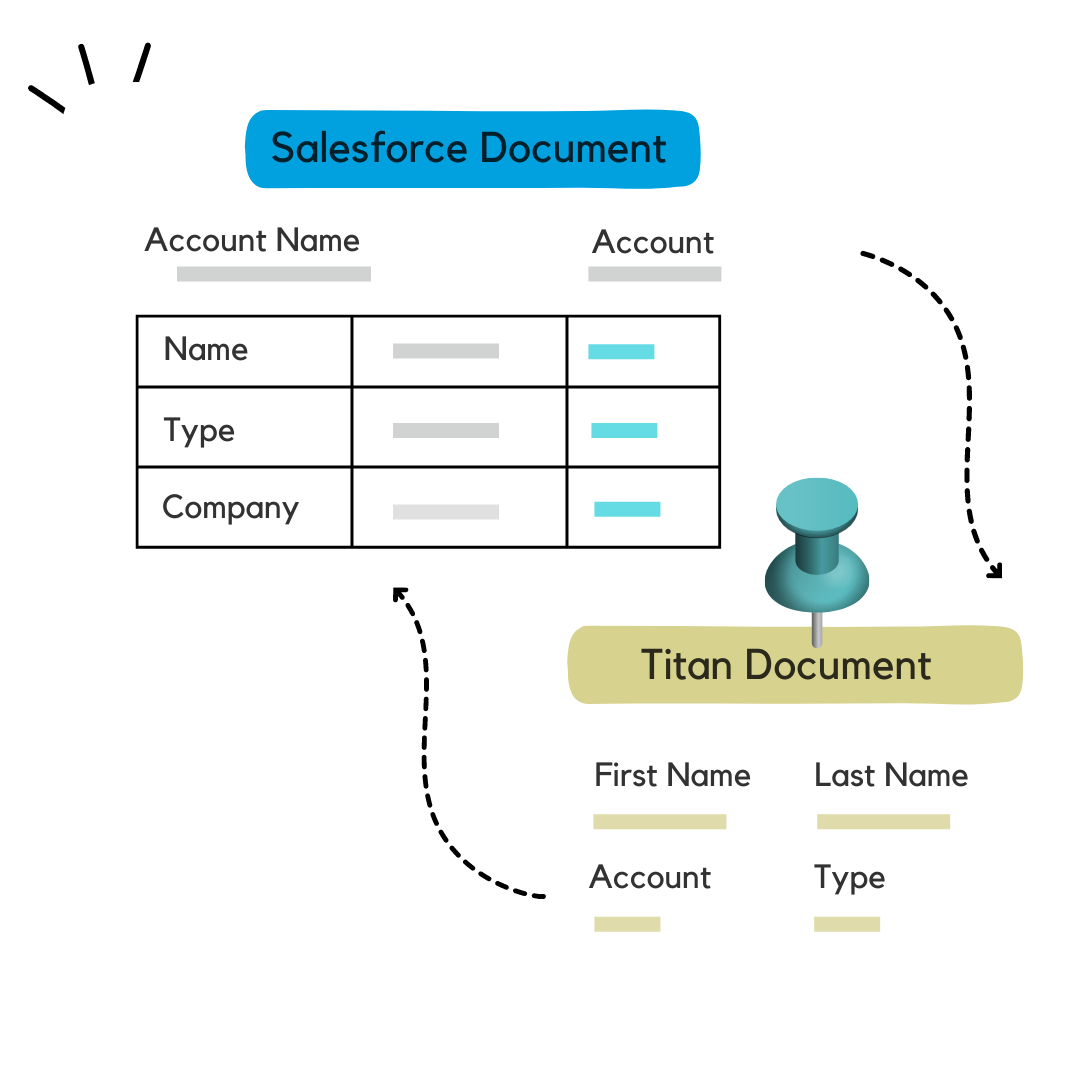 Salesforce Document
Account Name
Account
Name
Type
Company
Titan Document
First Name
Last Name
Account
Type